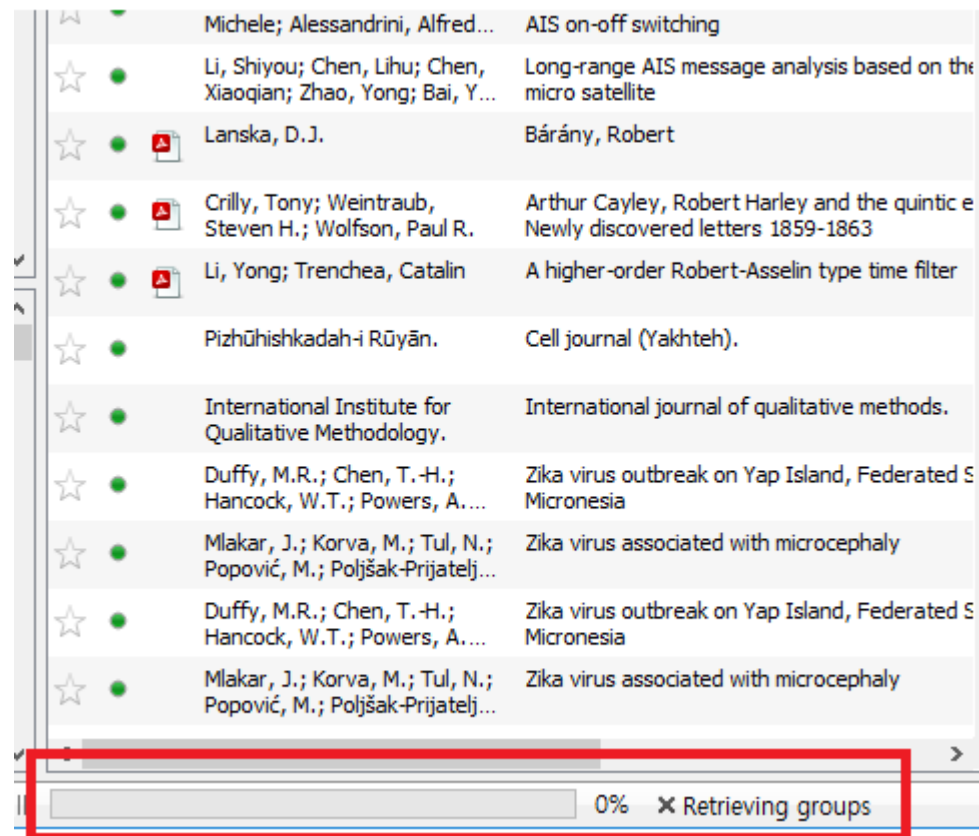 Michele; Alessandrini, Alfred... AIS on-off switching
Li, Shiyou; Chen, Lihu; Chen, Long-range AIS message analysis based on the
Xiaoqian; Zhao, Yong; Bai, Y... micro satellite
Lanska, D.J. Bárány, Robert
Crilly, Tony; Weintraub, Arthur Cayley, Robert Harley and the quintic e
Steven H.; Wolfson, Paul R. Newly discovered letters 1859-1863
Li, Yong; Trenchea, Catalin A higher-order Robert-Asselin type time filter
Pizhūhishkadah-i Rūyān. Cell journal (Yakhteh).
International Institute for International journal of qualitative methods.
Qualitative Methodology.
Duffy, M.R.; Chen, T.-H.; Zika virus outbreak on Yap Island, Federated S
Hancock, W.T.; Powers, A.... Micronesia
Mlakar, J.; Korva, M.; Tul, N.; Zika virus associated with microcephaly
Popović, M.; Poljšak-Prijatelj...
Duffy, M.R.; Chen, T.-H.; Zika virus outbreak on Yap Island, Federated S
Hancock, W.T.; Powers, A.... Micronesia
Mlakar, J.; Korva, M.; Tul, N.; Zika virus associated with microcephaly
Popović, M.; Poljšak-Prijatelj...
0% Retrieving groups